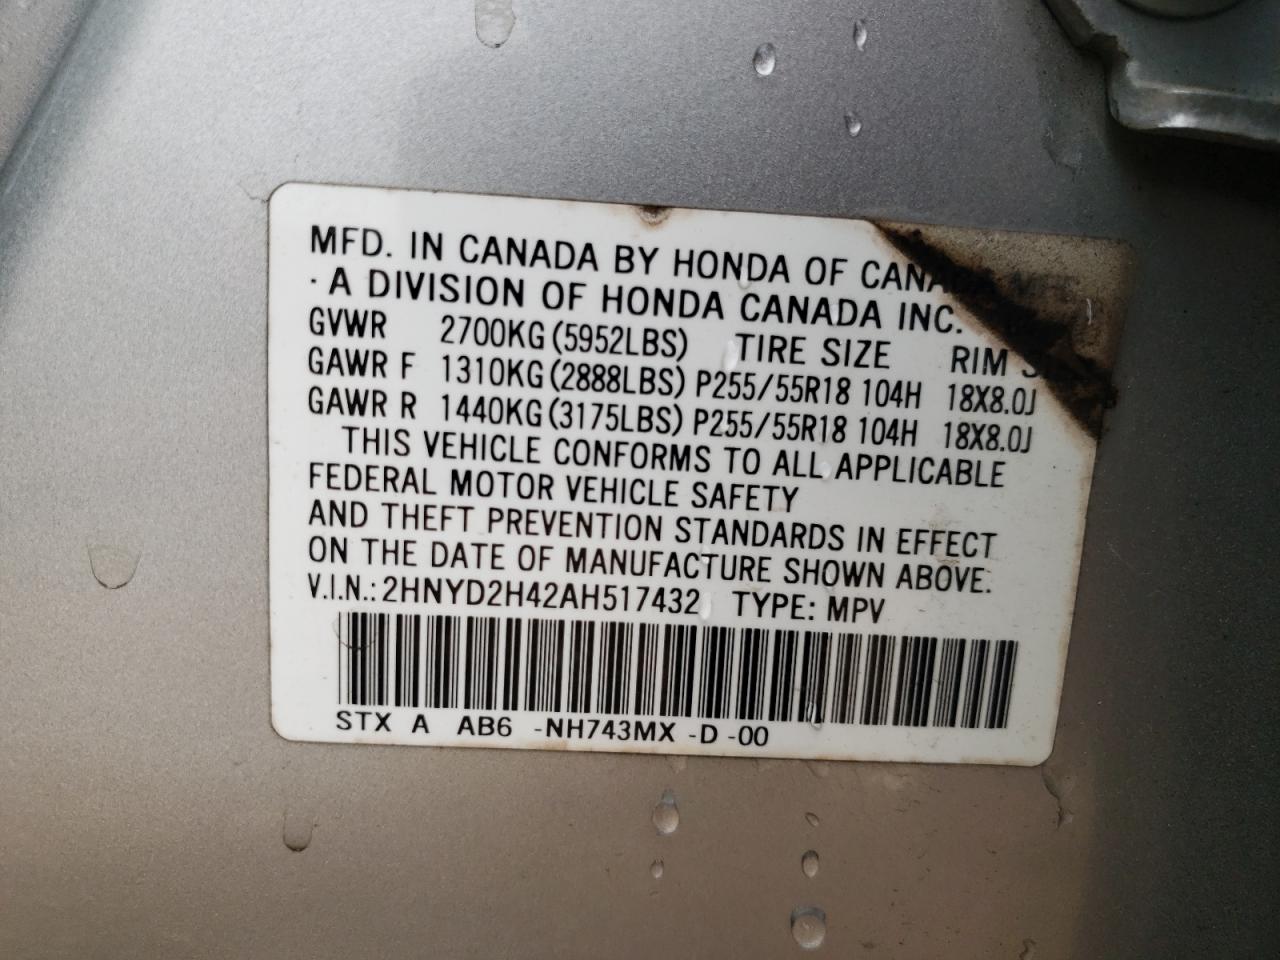 MFD. IN CANADA BY HONDA OF CANADA MFG.
· A DIVISION OF HONDA CANADA INC.
GVWR 2700KG (5952LBS) TIRE SIZE RIM
GAWR F 1310KG (2888LBS) P255/55R18 104H 18X8.0J
GAWR R 1440KG (3175LBS) P255/55R18 104H 18X8.0J
THIS VEHICLE CONFORMS TO ALL APPLICABLE
FEDERAL MOTOR VEHICLE SAFETY
AND THEFT PREVENTION STANDARDS IN EFFECT
ON THE DATE OF MANUFACTURE SHOWN ABOVE.
V.I.N.: 2HNYD2H42AH517432 TYPE: MPV
STX A AB6 -NH743MX -D -00